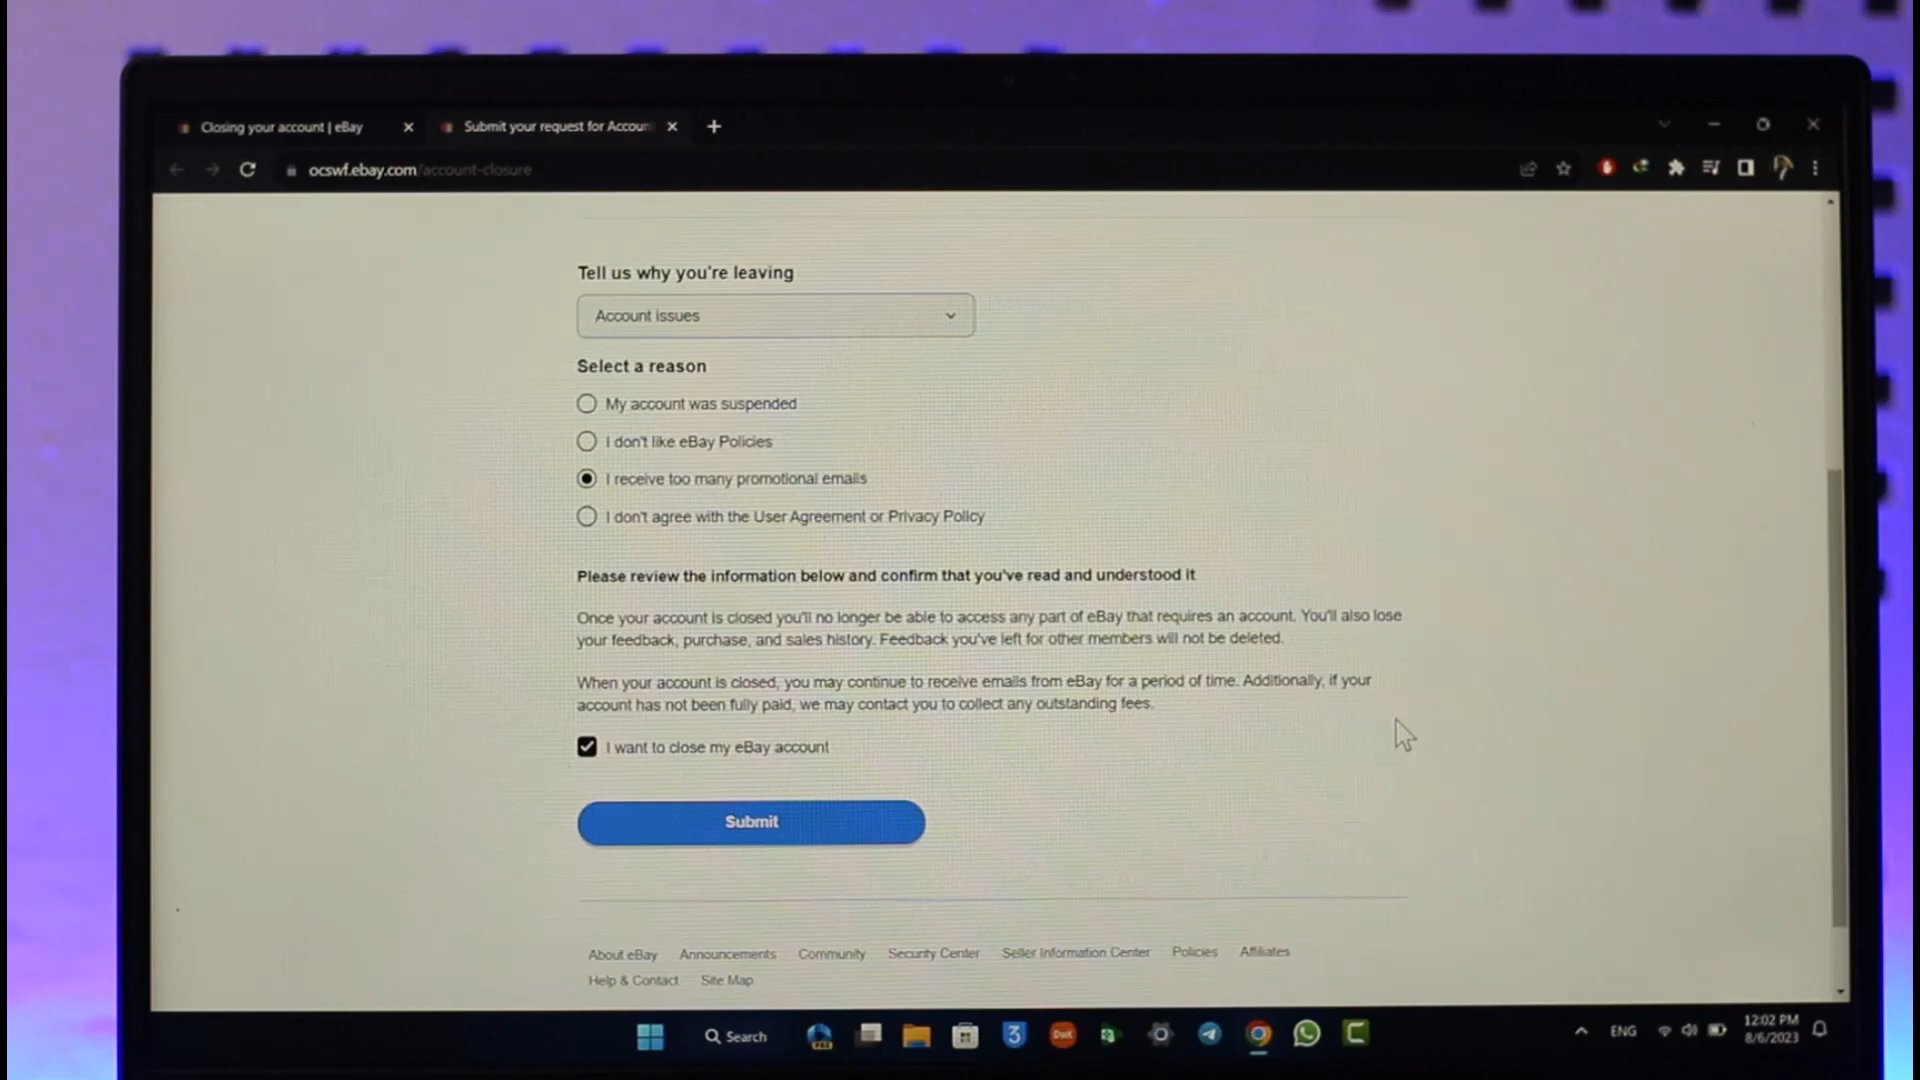 Closing your account | eBay
Submit your request for Accoun
ocswf.ebay.com/account-closure
Tell us why you're leaving
Account issues
Select a reason
My account was suspended
I don't like eBay Policies
I receive too many promotional emails
I don't agree with the User Agreement or Privacy Policy
Please review the information below and confirm that you've read and understood it
Once your account is closed you'll no longer be able to access any part of eBay that requires an account. You'll also lose
your feedback, purchase, and sales history. Feedback you've left for other members will not be deleted.
When your account is closed, you may continue to receive emails from eBay for a period of time. Additionally, if your
account has not been fully paid, we may contact you to collect any outstanding fees.
I want to close my eBay account
Submit
About eBay Announcements Community Security Center Seller Information Center Policies Affiliates
Help & Contact Site Map
Search
3
ENG
12:02 PM
8/6/2023